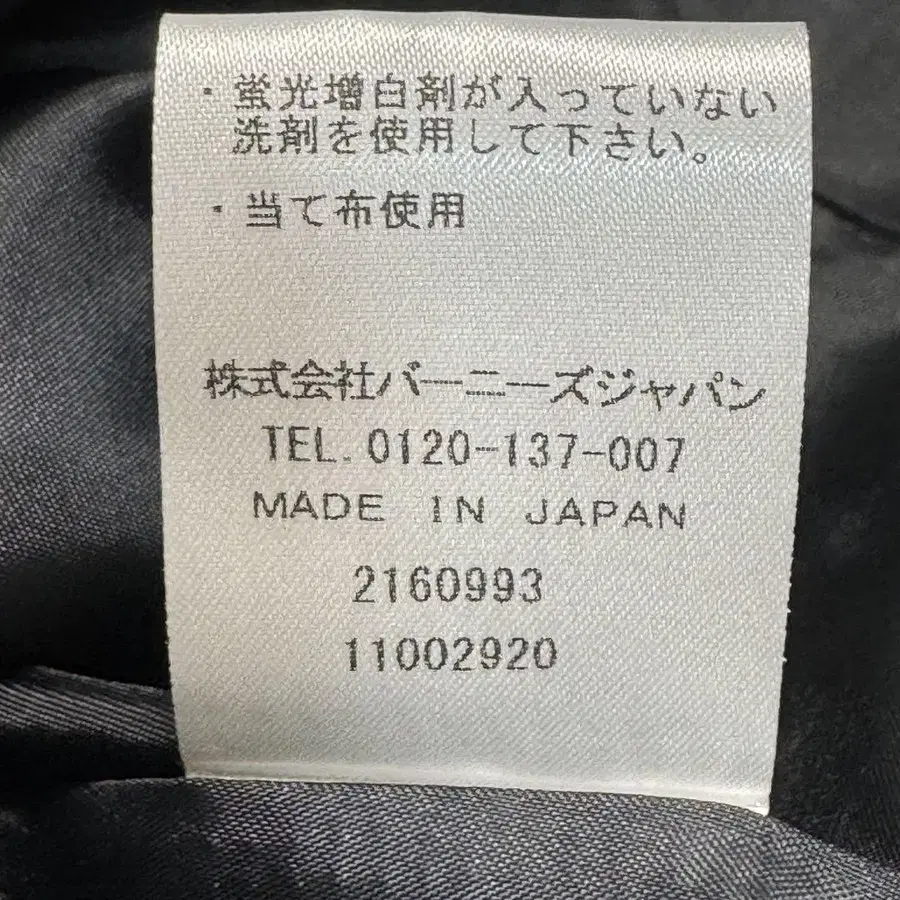 ・蛍光増白剤が入っていない
洗剤を使用して下さい。
・当て布使用
株式会社バーニーズジャパン
TEL. 0120-137-007
MADE IN JAPAN
2160993
11002920